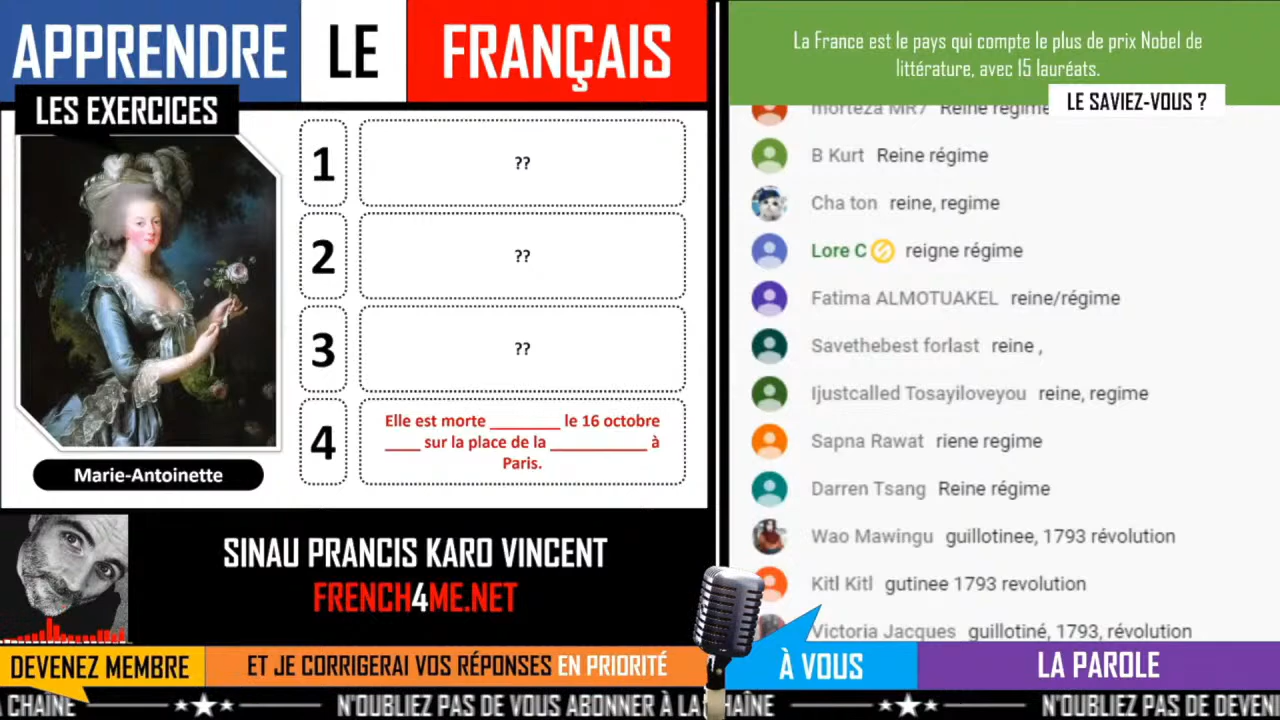 APPRENDRE LE FRANÇAIS
LES EXERCICES
1
??
2
??
3
??
4
Elle est morte ________ le 16 octobre
____ sur la place de la ___________ à
Paris.
Marie-Antoinette
SINAU PRANCIS KARO VINCENT
FRENCH4ME.NET
DEVENEZ MEMBRE
ET JE CORRIGERAI VOS RÉPONSES EN PRIORITÉ
La France est le pays qui compte le plus de prix Nobel de
littérature, avec 15 lauréats.
LE SAVIEZ-VOUS ?
morteza MR7 Reine régime
B Kurt Reine régime
Cha ton reine, regime
Lore C reigne régime
Fatima ALMOTUAKEL reine/régime
Savethebest forlast reine ,
Ijustcalled Tosayiloveyou reine, regime
Sapna Rawat riene regime
Darren Tsang Reine régime
Wao Mawingu guillotinee, 1793 révolution
Kitl Kitl gutinee 1793 revolution
Victoria Jacques guillotiné, 1793, révolution
À VOUS
LA PAROLE
CHAÎNE N'OUBLIEZ PAS DE VOUS ABONNER À LA CHAÎNE N'OUBLIEZ PAS DE DEVENI